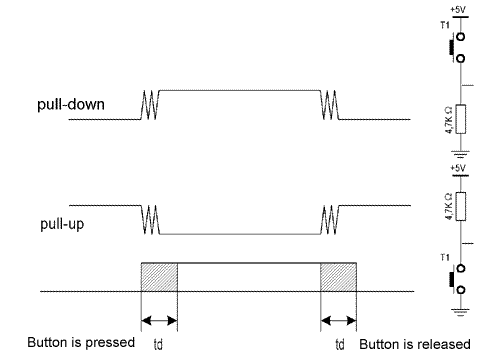 +5V
T1
pull-down
4,7K Ω
+5V
4,7K Ω
pull-up
T1
Button is pressed
td
td
Button is released